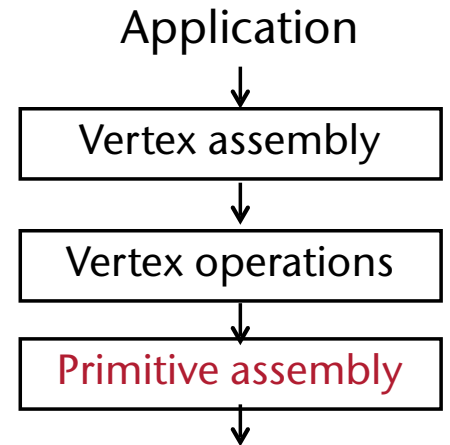 Application
Vertex assembly
Vertex operations
Primitive assembly